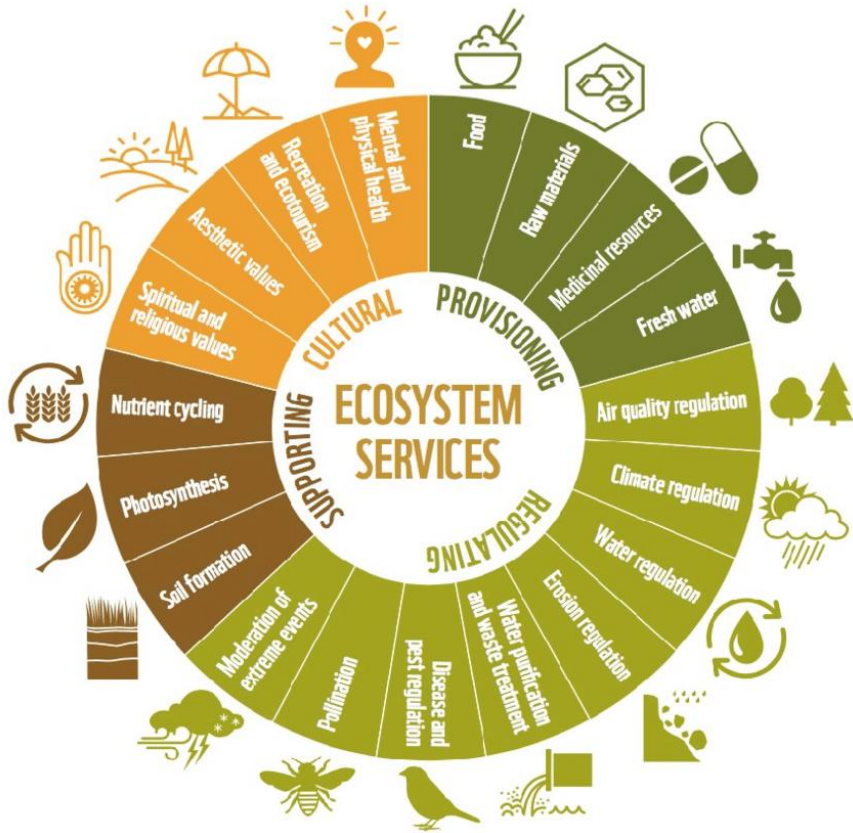 ECOSYSTEM
SERVICES
PROVISIONING
Food
Raw materials
Medicinal resources
Fresh water
REGULATING
Air quality regulation
Climate regulation
Water regulation
Erosion regulation
Water purification
and waste treatment
Disease and
pest regulation
Pollination
Moderation of
extreme events
SUPPORTING
Soil formation
Photosynthesis
Nutrient cycling
CULTURAL
Spiritual and
religious values
Aesthetic values
Recreation
and ecotourism
Mental and
physical health